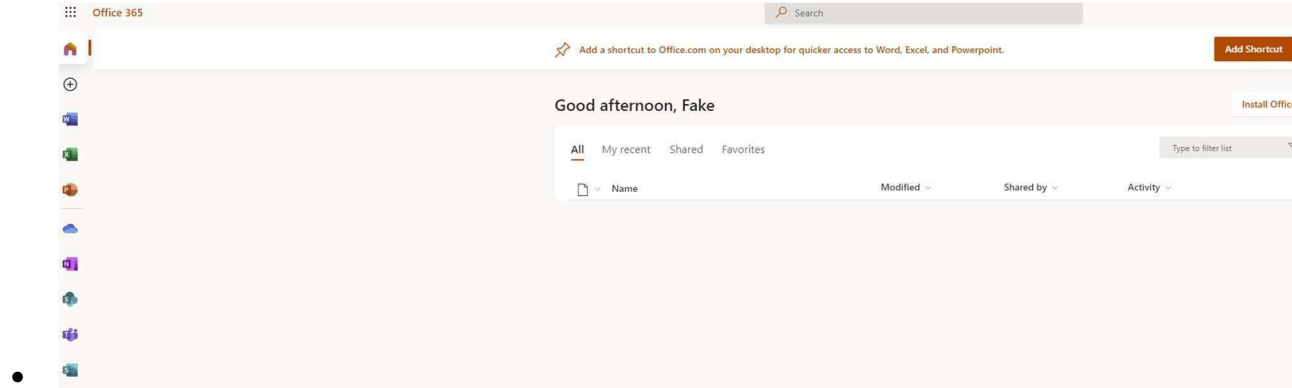 Office 365
Search
Add a shortcut to Office.com on your desktop for quicker access to Word, Excel, and Powerpoint.
Add Shortcut
Good afternoon, Fake
Install Office
All My recent Shared Favorites
Type to filter list
Name Modified Shared by Activity